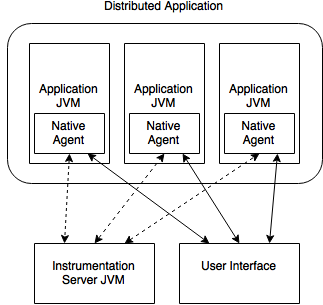 Distributed Application
Application
JVM
Native
Agent
Application
JVM
Native
Agent
Application
JVM
Native
Agent
Instrumentation
Server JVM
User Interface